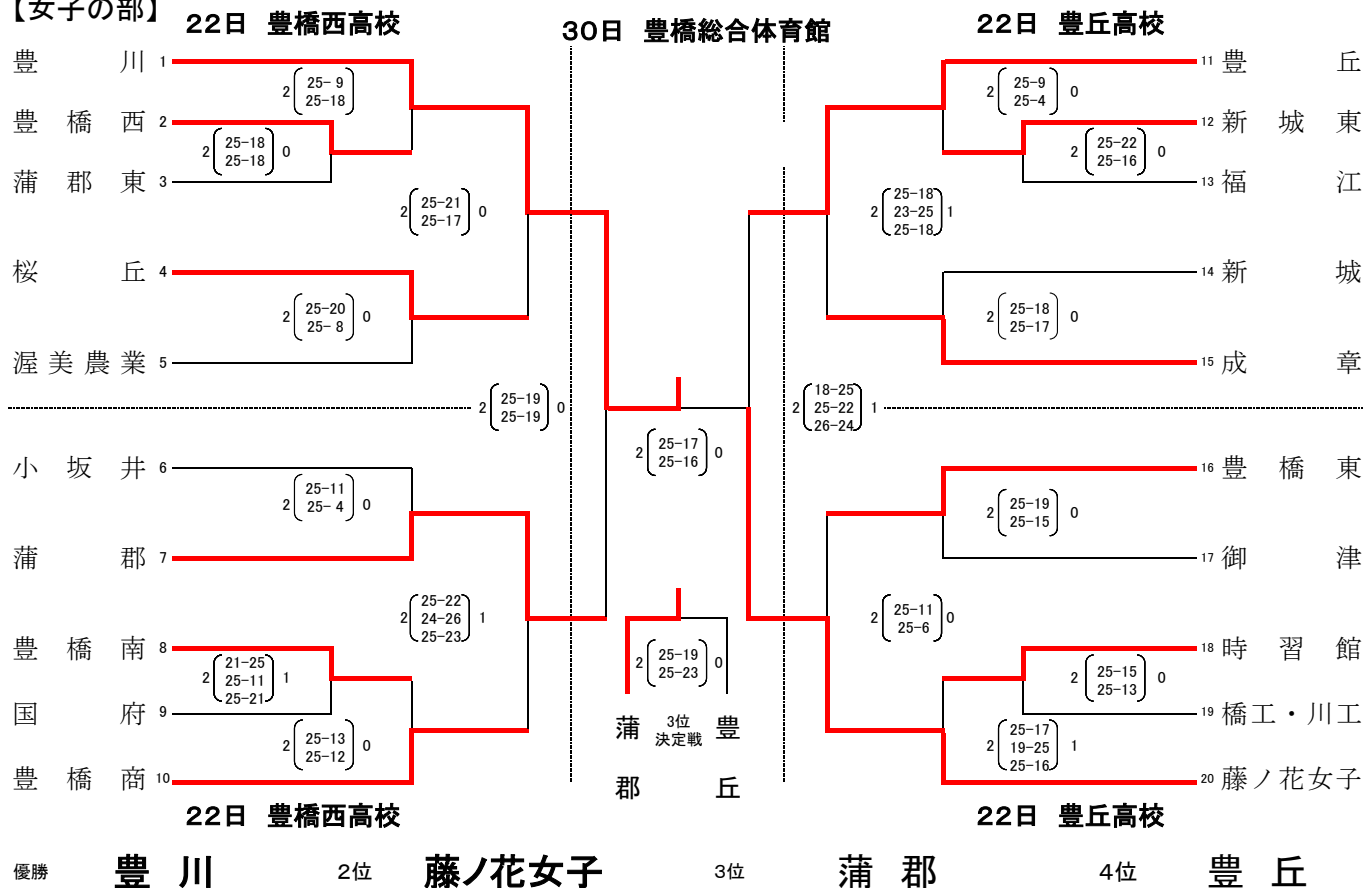 【女子の部】
22日 豊橋西高校
30日 豊橋総合体育館
22日 豊丘高校
豊川 1
2 25-9 25-18
豊橋西 2
2 25-18 25-18 0
蒲郡東 3
2 25-21 25-17 0
桜丘 4
2 25-20 25-8 0
渥美農業 5
2 25-19 25-19 0
小坂井 6
2 25-11 25-4 0
蒲郡 7
2 25-22 24-26 25-23 1
豊橋南 8
2 21-25 25-11 25-21 1
国府 9
2 25-13 25-12 0
豊橋商 10
2 25-17 25-16 0
2 25-19 25-23 0
蒲郡 3位決定戦 豊丘
11 豊丘
2 25-9 25-4 0
12 新城東
2 25-22 25-16 0
13 福江
2 25-18 23-25 25-18 1
14 新城
2 25-18 25-17 0
15 成章
2 18-25 25-22 26-24 1
16 豊橋東
2 25-19 25-15 0
17 御津
2 25-11 25-6 0
18 時習館
2 25-15 25-13 0
19 橋工・川工
2 25-17 19-25 25-16 1
20 藤ノ花女子
22日 豊橋西高校
22日 豊丘高校
優勝 豊川 2位 藤ノ花女子 3位 蒲郡 4位 豊丘